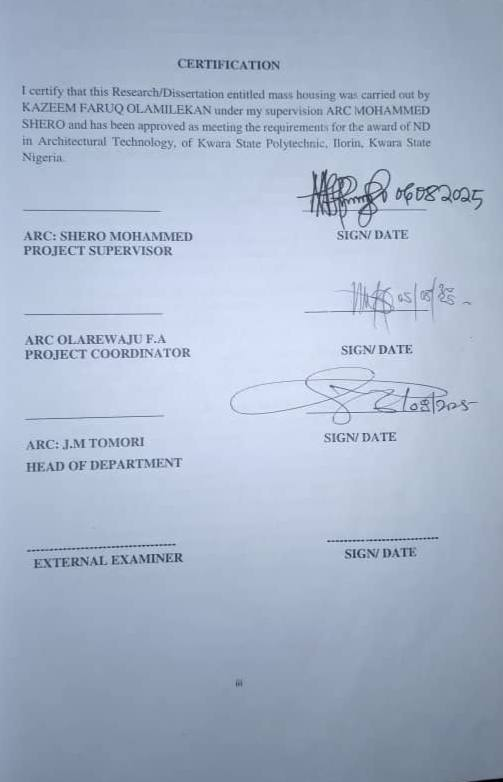 CERTIFICATION
I certify that this Research/Dissertation entitled mass housing was carried out by
KAZEEM FARUQ OLAMILEKAN under my supervision ARC MOHAMMED
SHERO and has been approved as meeting the requirements for the award of ND
in Architectural Technology, of Kwara State Polytechnic, Ilorin, Kwara State
Nigeria.
06082025
ARC: SHERO MOHAMMED
SIGN/ DATE
PROJECT SUPERVISOR
05/08/25
ARC OLAREWAJU F.A
SIGN/ DATE
PROJECT COORDINATOR
/08/2025
ARC: J.M TOMORI
SIGN/ DATE
HEAD OF DEPARTMENT
EXTERNAL EXAMINER
SIGN/ DATE
iii